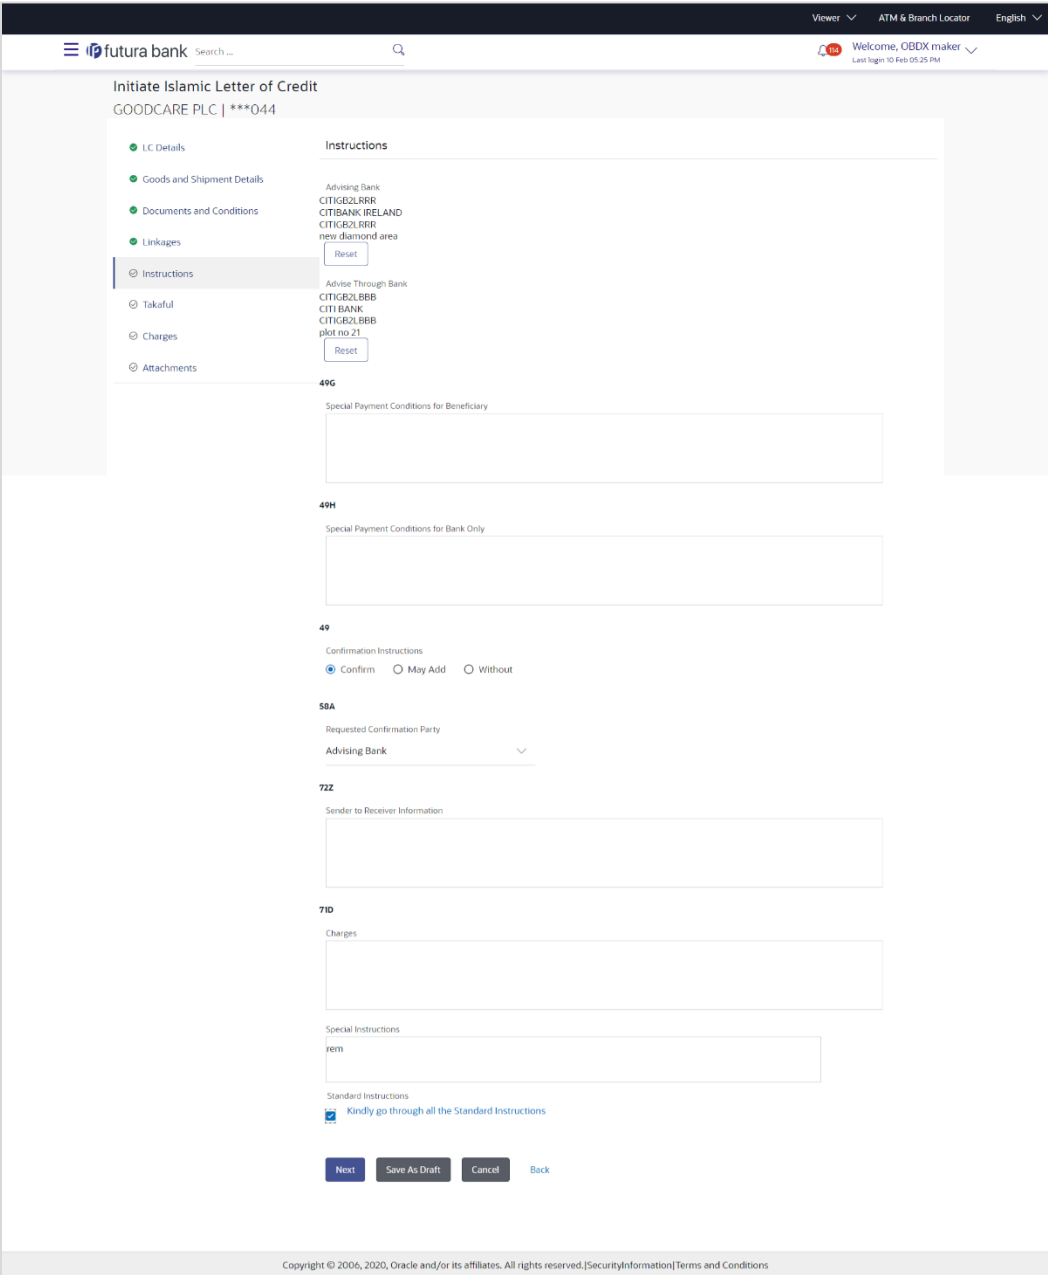 Viewer ATM & Branch Locator English
futura bank Search ... 114 Welcome, OBDX maker
Last login 10 Feb 05:25 PM
Initiate Islamic Letter of Credit
GOODCARE PLC | ***044
LC Details
Goods and Shipment Details
Documents and Conditions
Linkages
Instructions
Takaful
Charges
Attachments
Instructions
Advising Bank
CITIGB2LRRR
CITIBANK IRELAND
CITIGB2LRRR
new diamond area
Reset
Advise Through Bank
CITIGB2LBBB
CITI BANK
CITIGB2LBBB
plot no 21
Reset
49G
Special Payment Conditions for Beneficiary
49H
Special Payment Conditions for Bank Only
49
Confirmation Instructions
Confirm May Add Without
58A
Requested Confirmation Party
Advising Bank
72Z
Sender to Receiver Information
71D
Charges
Special Instructions
rem
Standard Instructions
Kindly go through all the Standard Instructions
Next Save As Draft Cancel Back
Copyright © 2006, 2020, Oracle and/or its affiliates. All rights reserved.|SecurityInformation|Terms and Conditions